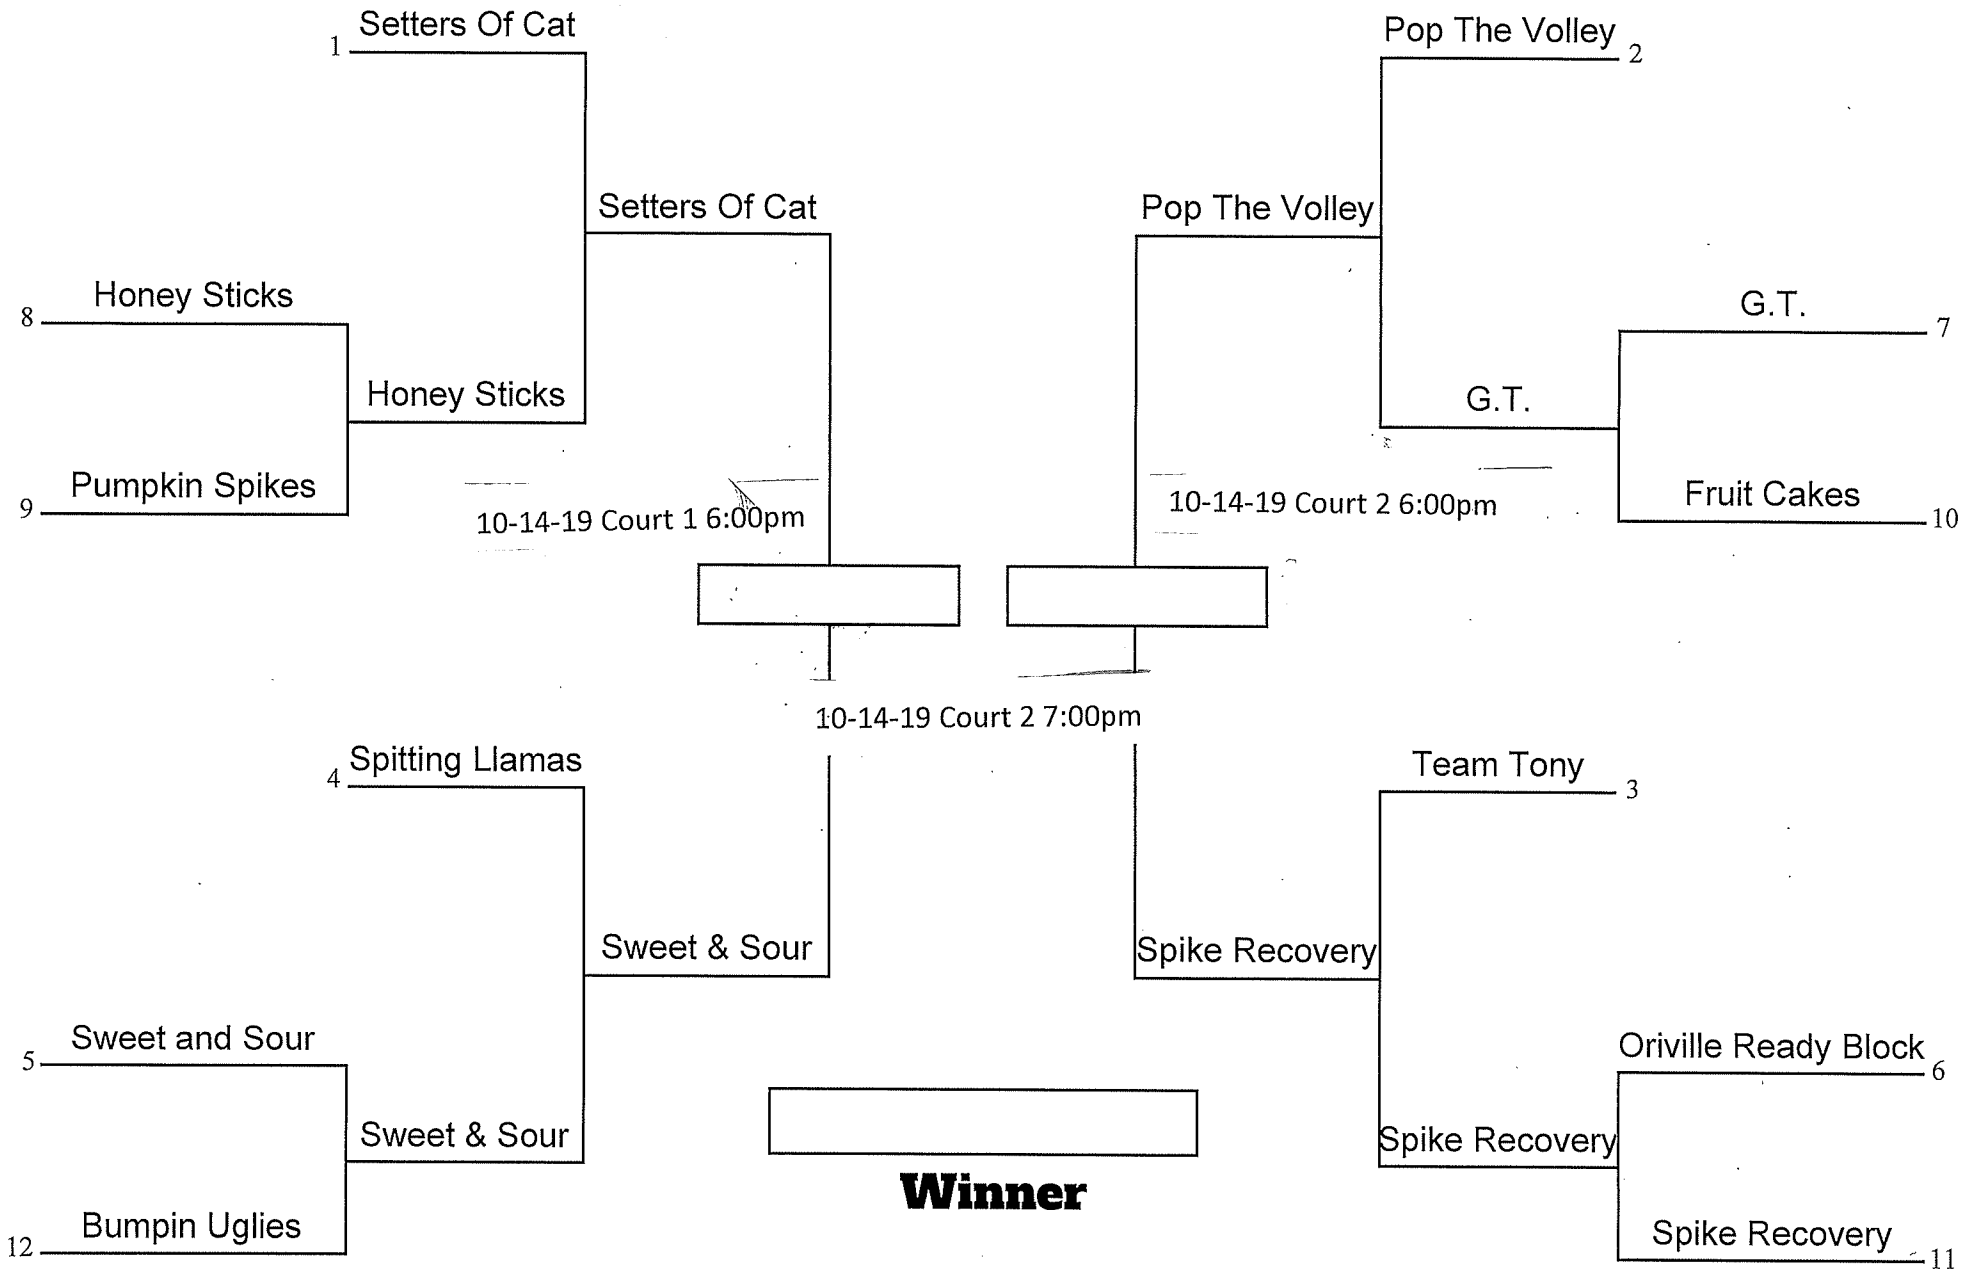 Setters Of Cat
1
Pop The Volley
2
Setters Of Cat
Pop The Volley
Honey Sticks
8
G.T.
7
Honey Sticks
G.T.
Pumpkin Spikes
9
Fruit Cakes
10
10-14-19 Court 1 6:00pm
10-14-19 Court 2 6:00pm
10-14-19 Court 2 7:00pm
Spitting Llamas
4
Team Tony
3
Sweet & Sour
Spike Recovery
Sweet and Sour
5
Oriville Ready Block
6
Sweet & Sour
Spike Recovery
Winner
Bumpin Uglies
12
Spike Recovery
11